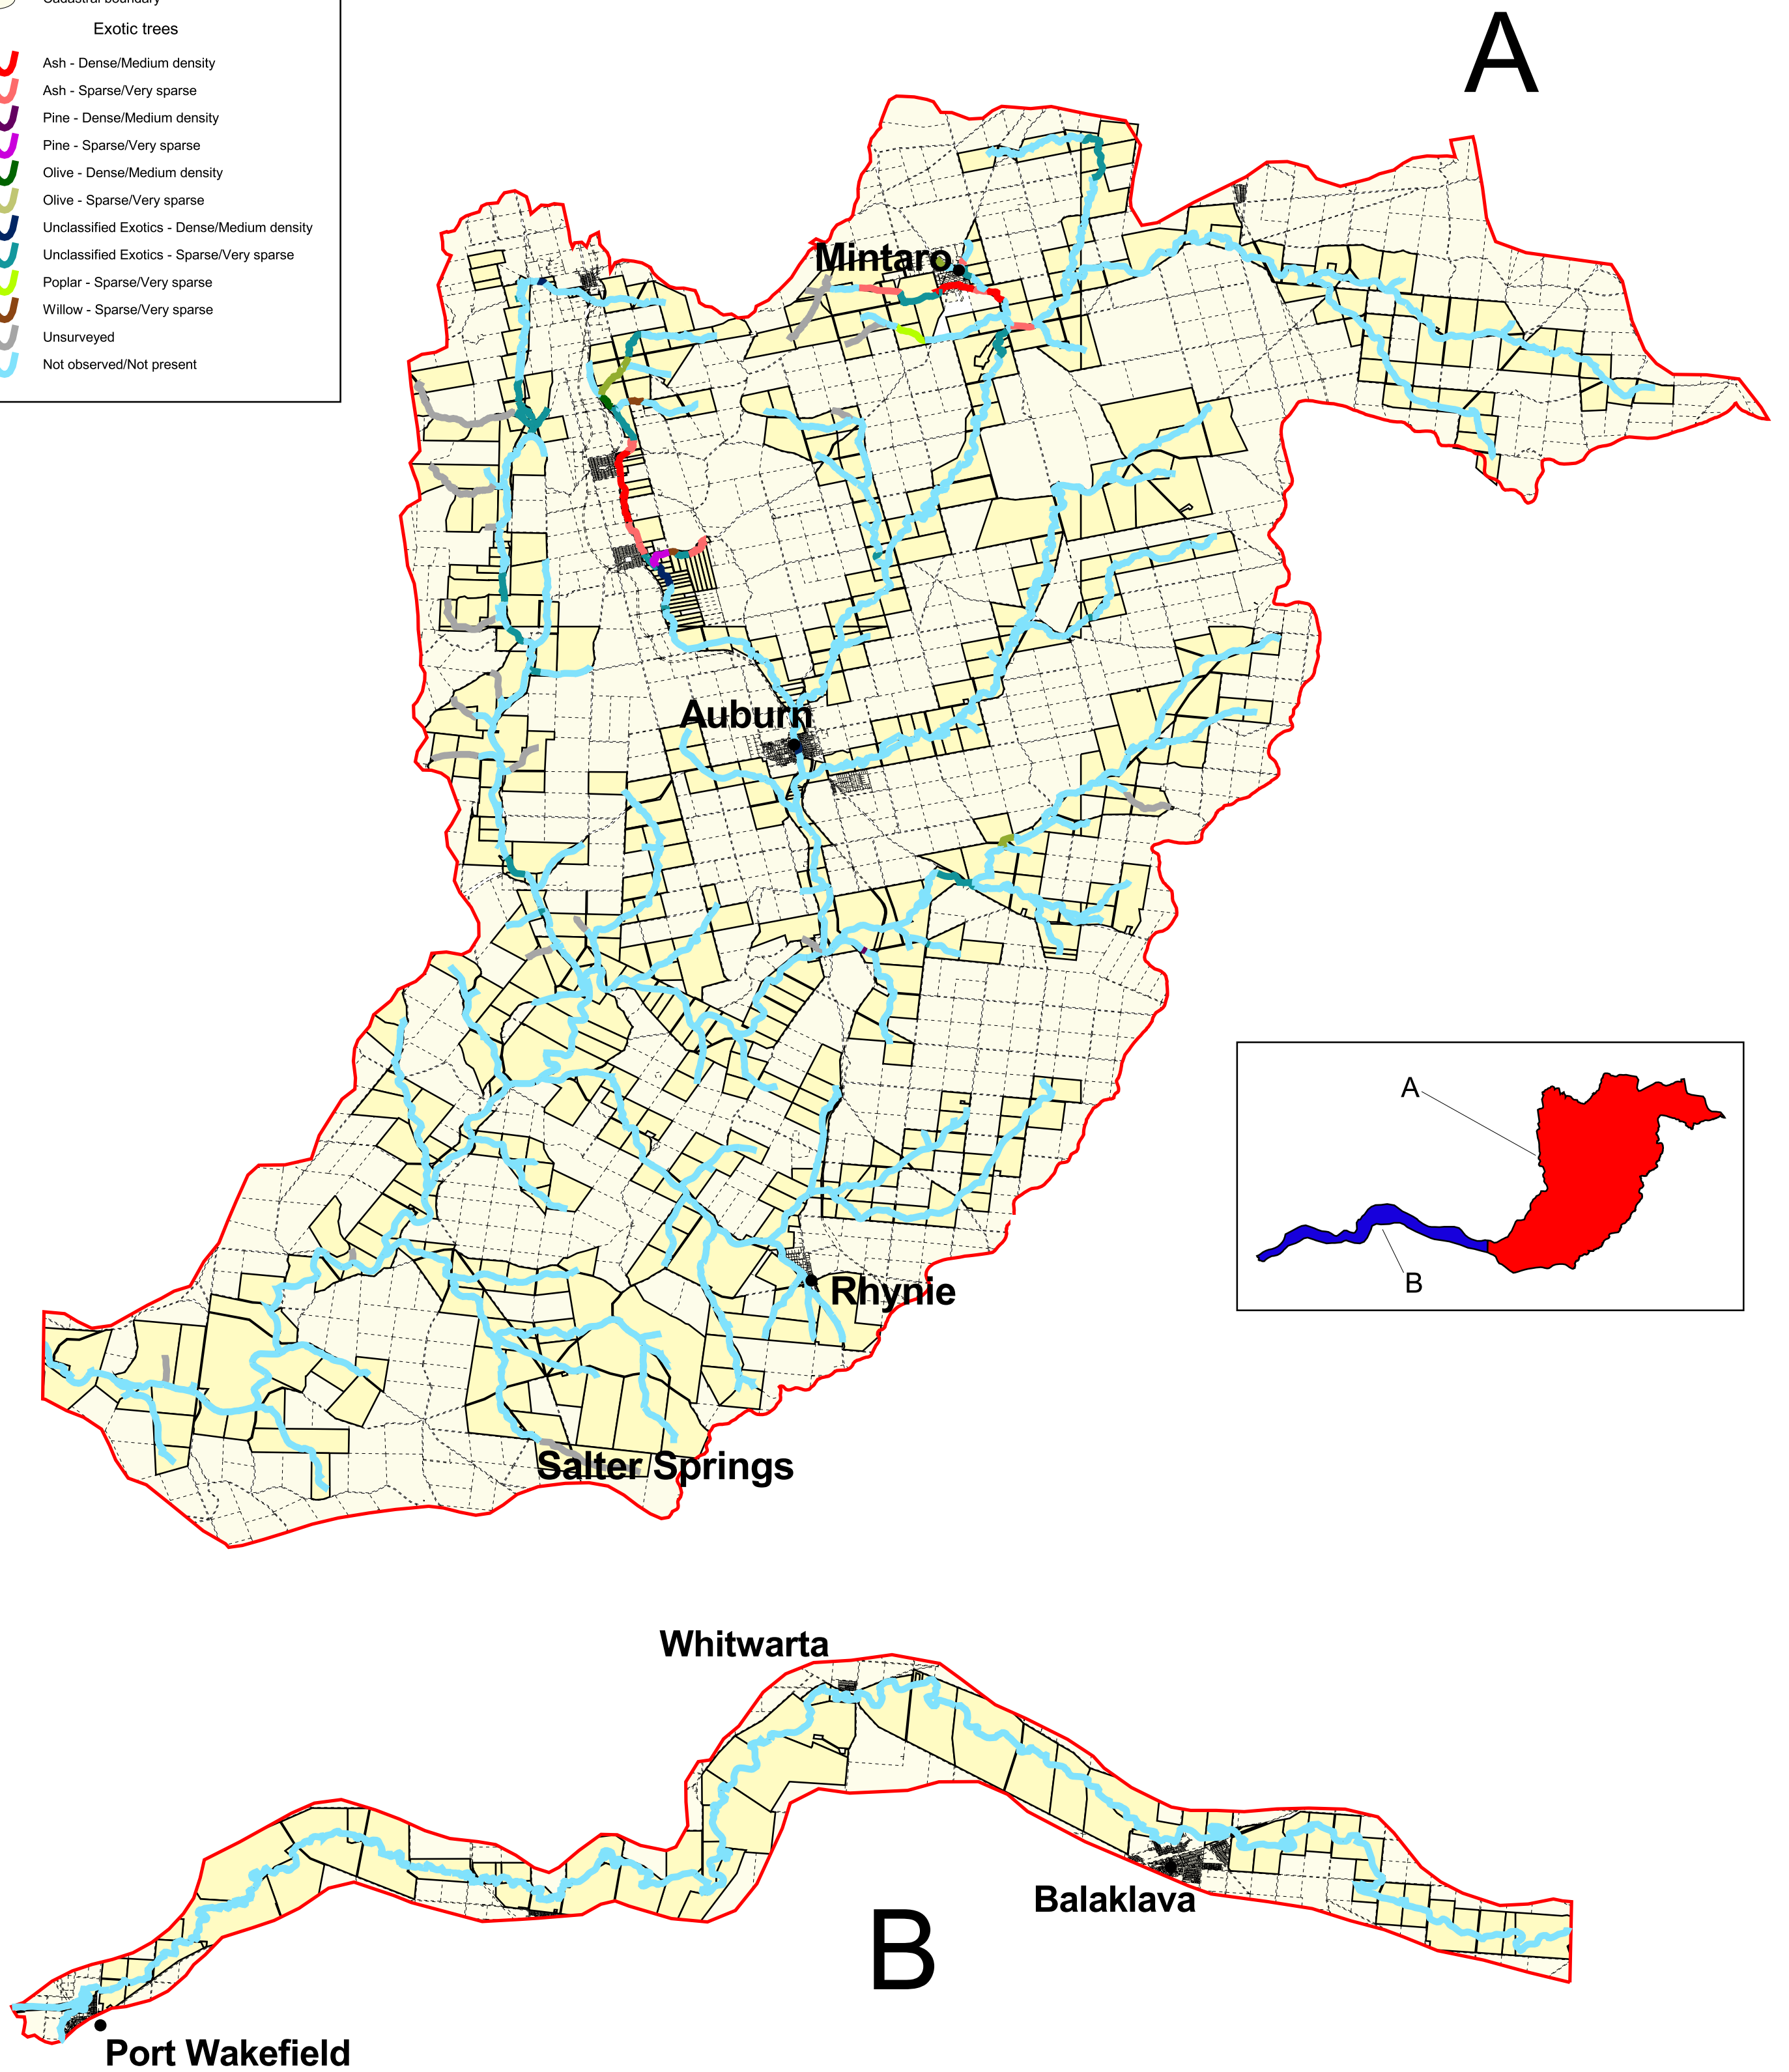 Cadastral boundary
Exotic trees
Ash - Dense/Medium density
Ash - Sparse/Very sparse
Pine - Dense/Medium density
Pine - Sparse/Very sparse
Olive - Dense/Medium density
Olive - Sparse/Very sparse
Unclassified Exotics - Dense/Medium density
Unclassified Exotics - Sparse/Very sparse
Poplar - Sparse/Very sparse
Willow - Sparse/Very sparse
Unsurveyed
Not observed/Not present
A
Mintaro
Auburn
A
B
Rhynie
Salter Springs
Whitwarta
Balaklava
B
Port Wakefield